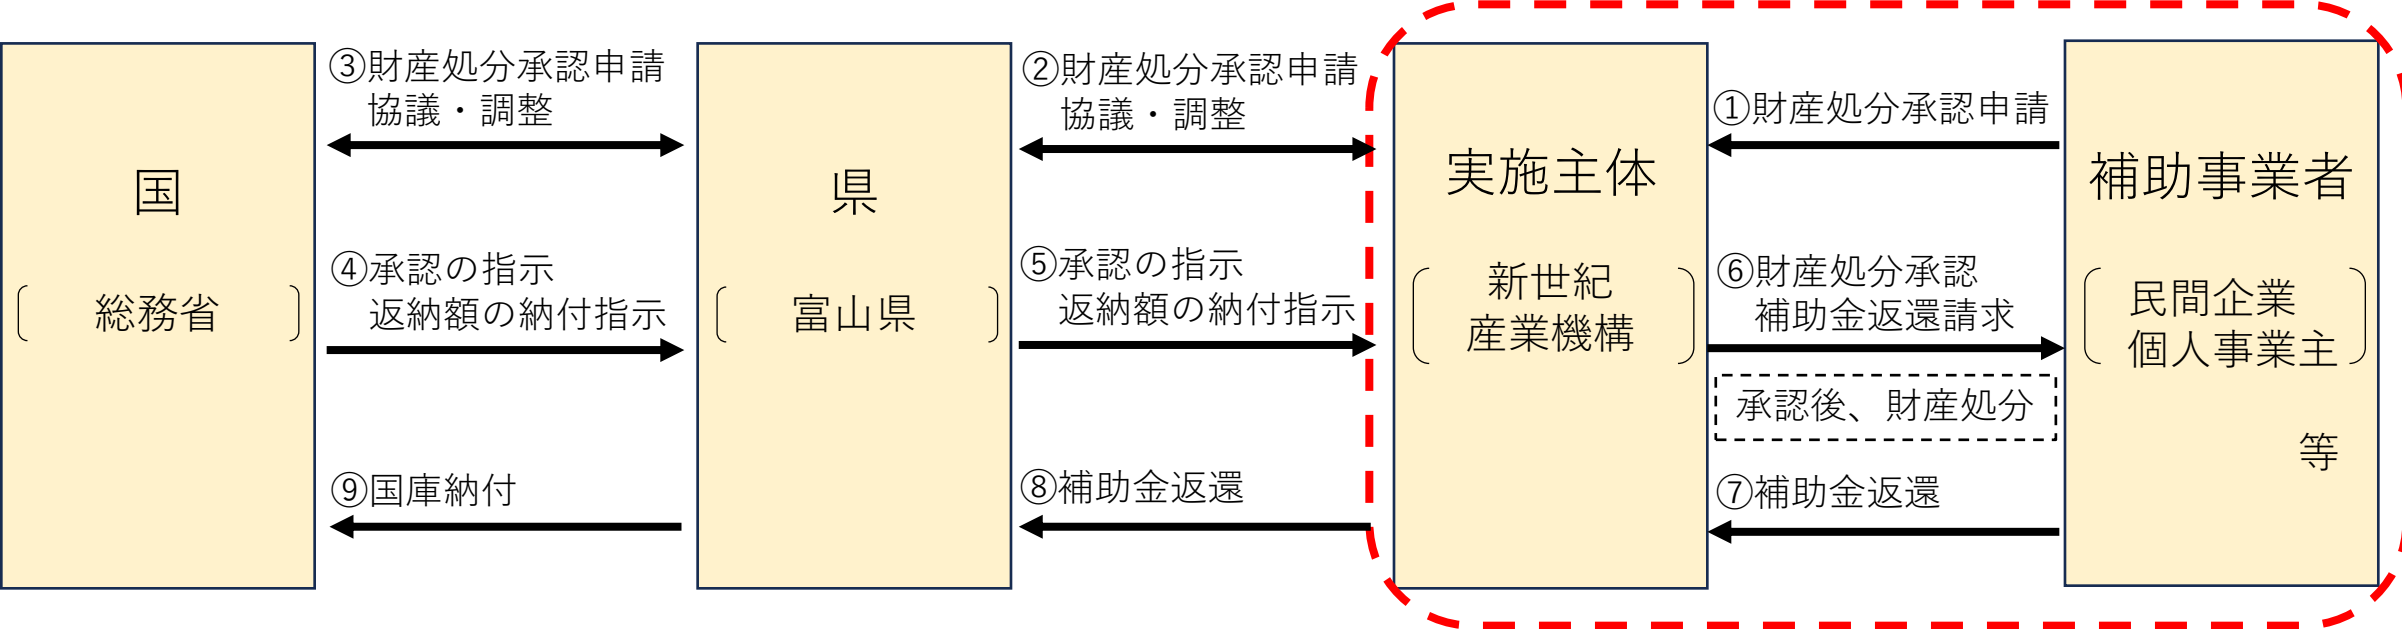 国
総務省
③財産処分承認申請
協議・調整
④承認の指示
返納額の納付指示
⑨国庫納付
県
富山県
②財産処分承認申請
協議・調整
⑤承認の指示
返納額の納付指示
⑧補助金返還
実施主体
新世紀
産業機構
①財産処分承認申請
⑥財産処分承認
補助金返還請求
承認後、財産処分
⑦補助金返還
補助事業者
民間企業
個人事業主
等